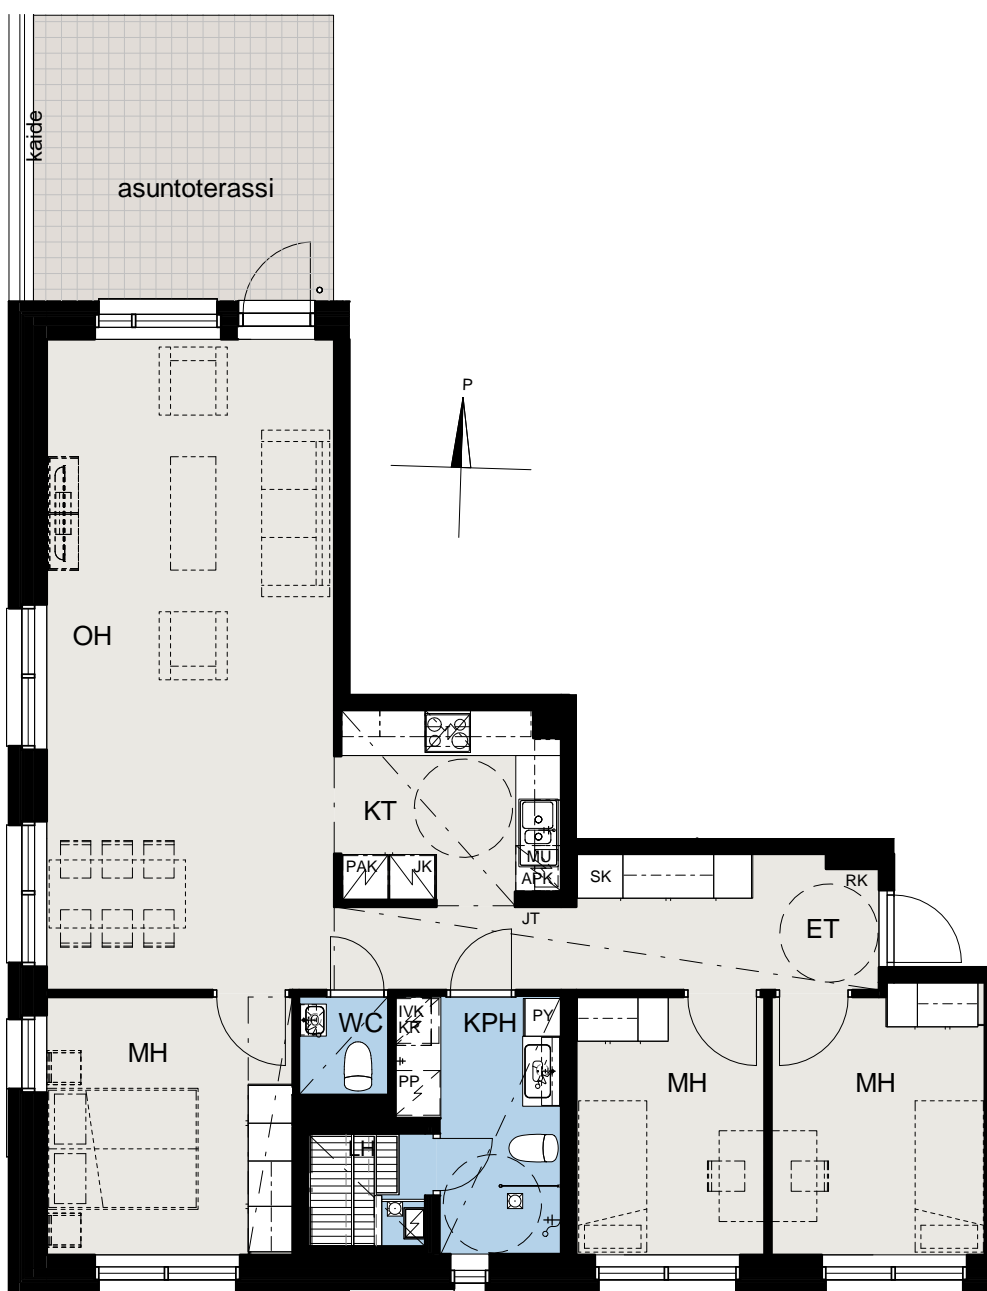 kaide
asuntoterassi
P
OH
KT
PAK
JK
MU
APK
SK
RK
JT
ET
IVK
KR
WC
KPH
PY
MH
PP
MH
MH
LH